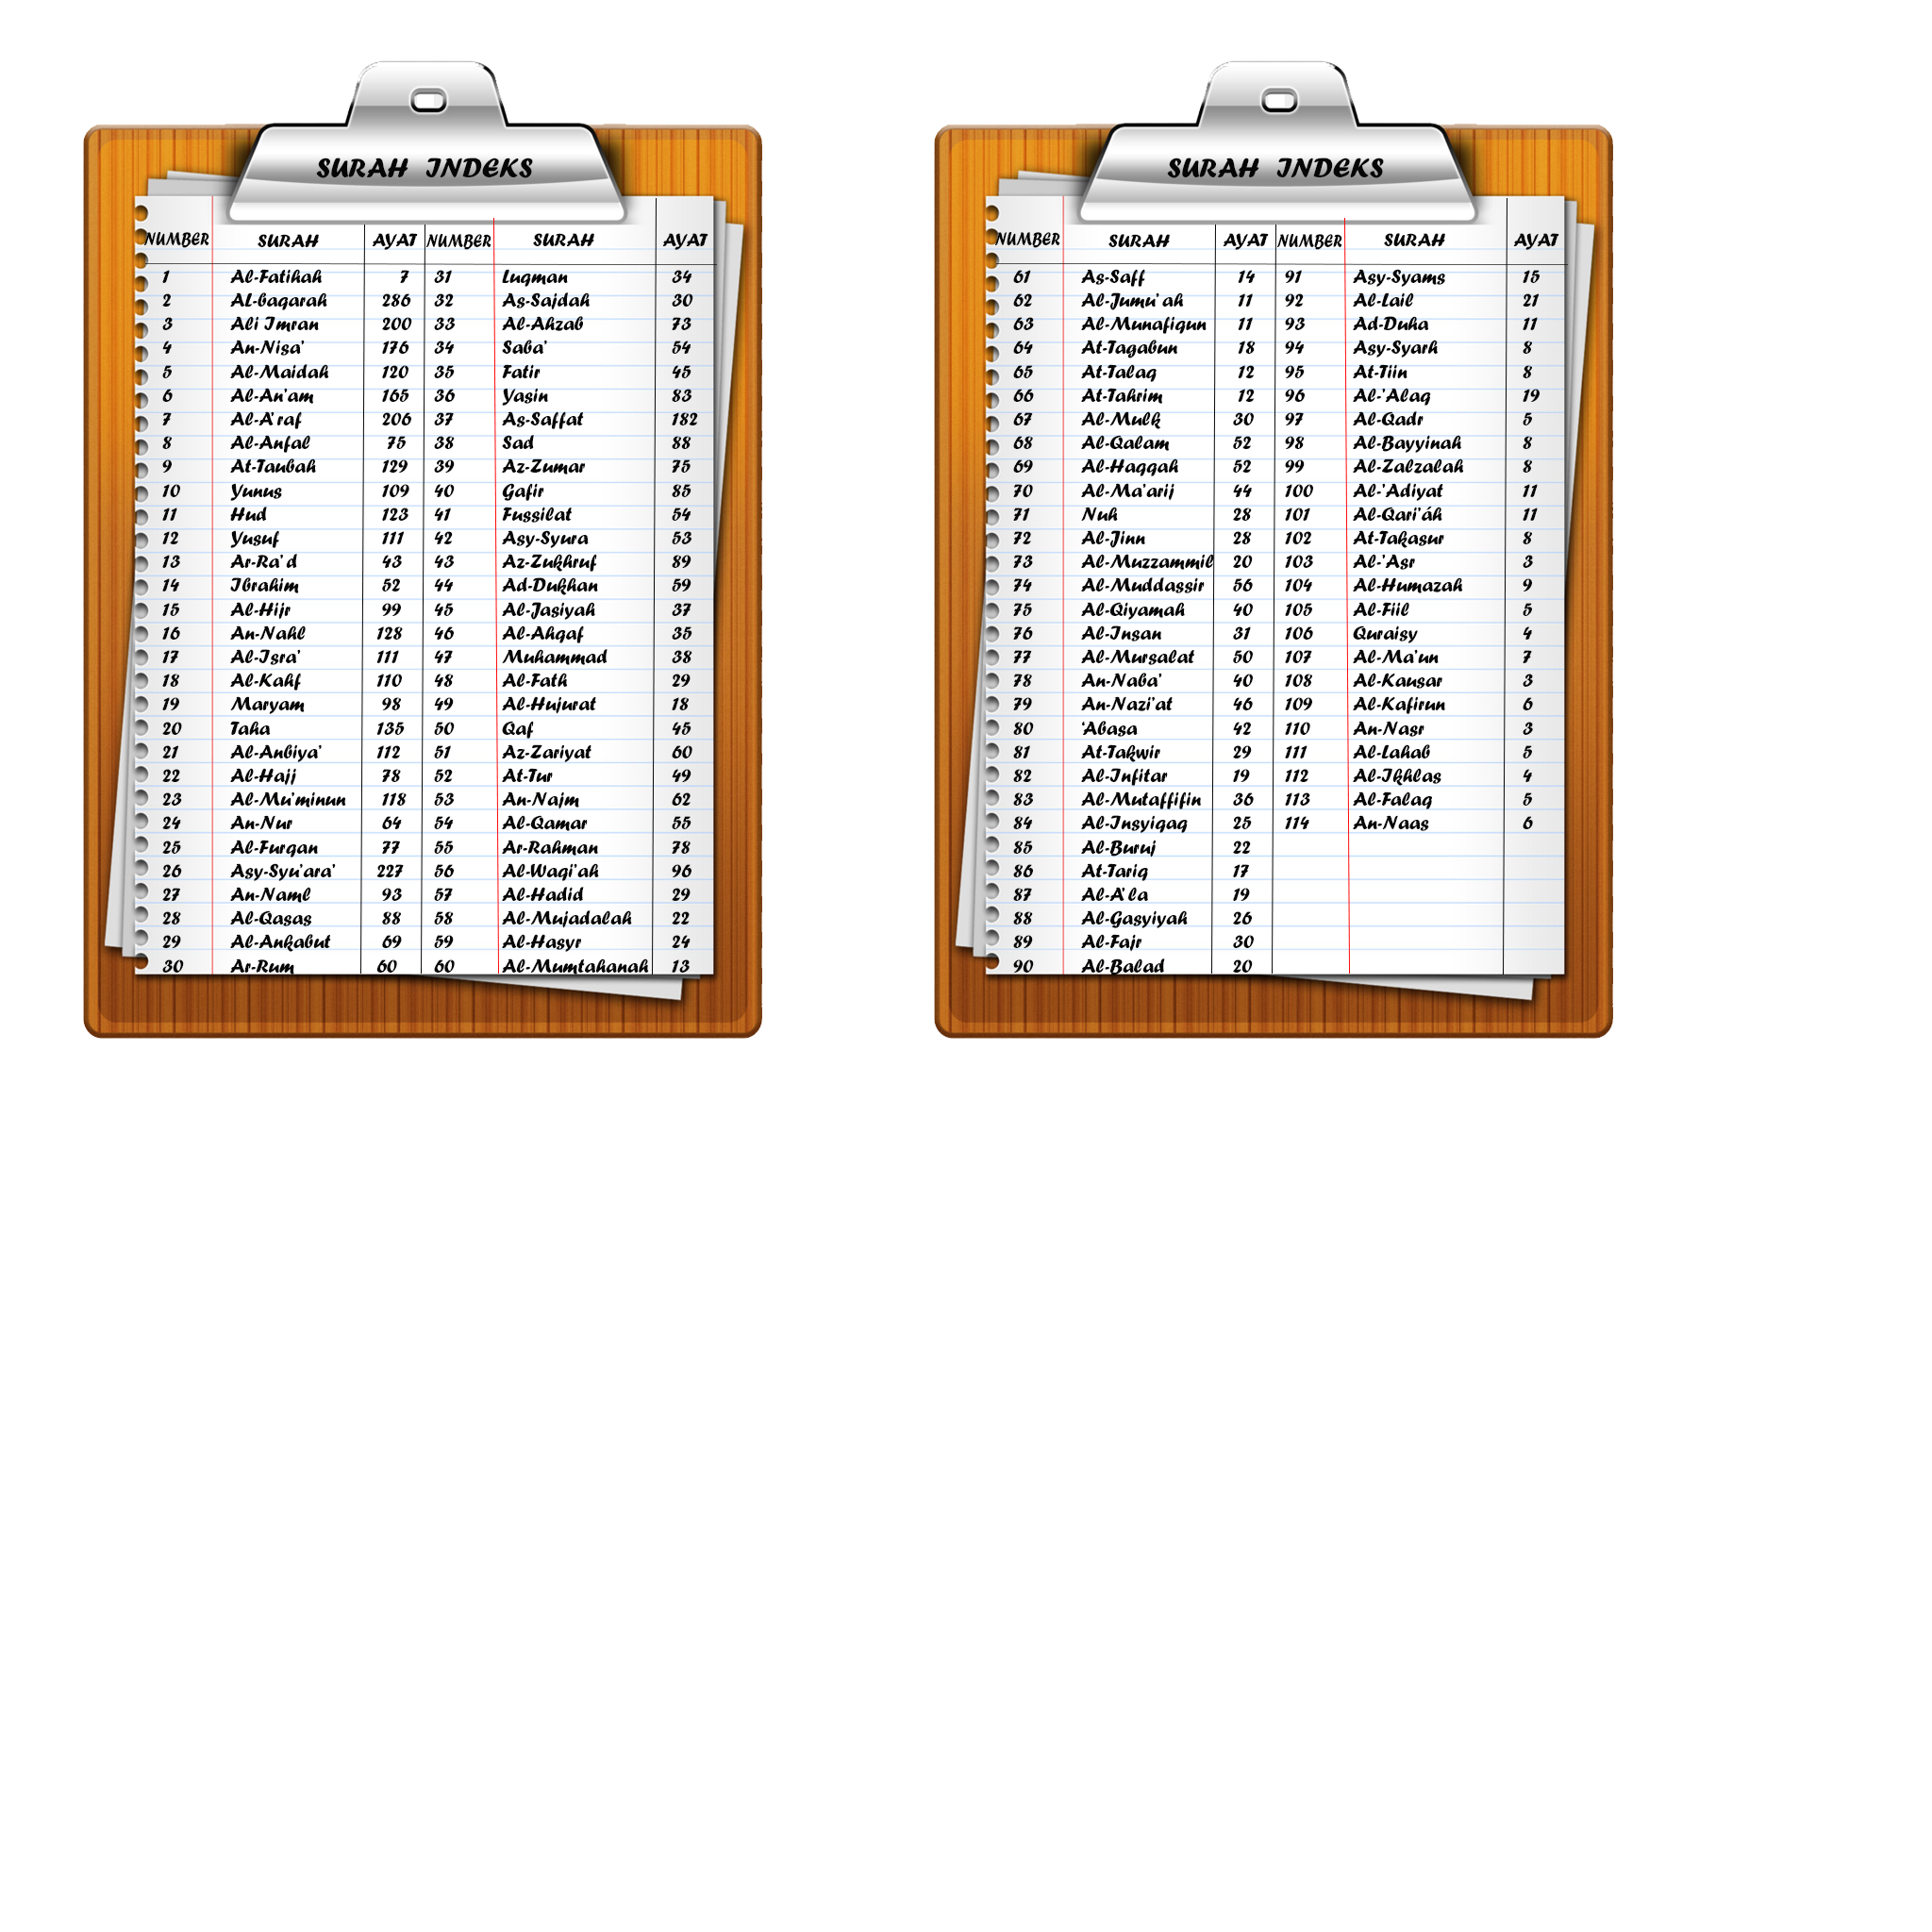 SURAH INDEKS
NUMBER SURAH AYAT NUMBER SURAH AYAT
1 Al-Fatihah 7 31 Luqman 34
2 AL-baqarah 286 32 As-Sajdah 30
3 Ali Imran 200 33 Al-Ahzab 73
4 An-Nisa' 176 34 Saba' 54
5 Al-Maidah 120 35 Fatir 45
6 Al-An'am 165 36 Yasin 83
7 Al-A'raf 206 37 As-Saffat 182
8 Al-Anfal 75 38 Sad 88
9 At-Taubah 129 39 Az-Zumar 75
10 Yunus 109 40 Gafir 85
11 Hud 123 41 Fussilat 54
12 Yusuf 111 42 Asy-Syura 53
13 Ar-Ra'd 43 43 Az-Zukhruf 89
14 Ibrahim 52 44 Ad-Dukhan 59
15 Al-Hijr 99 45 Al-Jasiyah 37
16 An-Nahl 128 46 Al-Ahqaf 35
17 Al-Isra' 111 47 Muhammad 38
18 Al-Kahf 110 48 Al-Fath 29
19 Maryam 98 49 Al-Hujurat 18
20 Taha 135 50 Qaf 45
21 Al-Anbiya' 112 51 Az-Zariyat 60
22 Al-Hajj 78 52 At-Tur 49
23 Al-Mu'minun 118 53 An-Najm 62
24 An-Nur 64 54 Al-Qamar 55
25 Al-Furqan 77 55 Ar-Rahman 78
26 Asy-Syu'ara' 227 56 Al-Waqi'ah 96
27 An-Naml 93 57 Al-Hadid 29
28 Al-Qasas 88 58 Al-Mujadalah 22
29 Al-Ankabut 69 59 Al-Hasyr 24
30 Ar-Rum 60 60 Al-Mumtahanah 13
SURAH INDEKS
NUMBER SURAH AYAT NUMBER SURAH AYAT
61 As-Saff 14 91 Asy-Syams 15
62 Al-Jumu'ah 11 92 Al-Lail 21
63 Al-Munafiqun 11 93 Ad-Duha 11
64 At-Tagabun 18 94 Asy-Syarh 8
65 At-Talaq 12 95 At-Tiin 8
66 At-Tahrim 12 96 Al-'Alaq 19
67 Al-Mulk 30 97 Al-Qadr 5
68 Al-Qalam 52 98 Al-Bayyinah 8
69 Al-Haqqah 52 99 Al-Zalzalah 8
70 Al-Ma'arij 44 100 Al-'Adiyat 11
71 Nuh 28 101 Al-Qari'áh 11
72 Al-Jinn 28 102 At-Takasur 8
73 Al-Muzzammil 20 103 Al-'Asr 3
74 Al-Muddassir 56 104 Al-Humazah 9
75 Al-Qiyamah 40 105 Al-Fiil 5
76 Al-Insan 31 106 Quraisy 4
77 Al-Mursalat 50 107 Al-Ma'un 7
78 An-Naba' 40 108 Al-Kausar 3
79 An-Nazi'at 46 109 Al-Kafirun 6
80 'Abasa 42 110 An-Nasr 3
81 At-Takwir 29 111 Al-Lahab 5
82 Al-Infitar 19 112 Al-Ikhlas 4
83 Al-Mutaffifin 36 113 Al-Falaq 5
84 Al-Insyiqaq 25 114 An-Naas 6
85 Al-Buruj 22
86 At-Tariq 17
87 Al-A'la 19
88 Al-Gasyiyah 26
89 Al-Fajr 30
90 Al-Balad 20